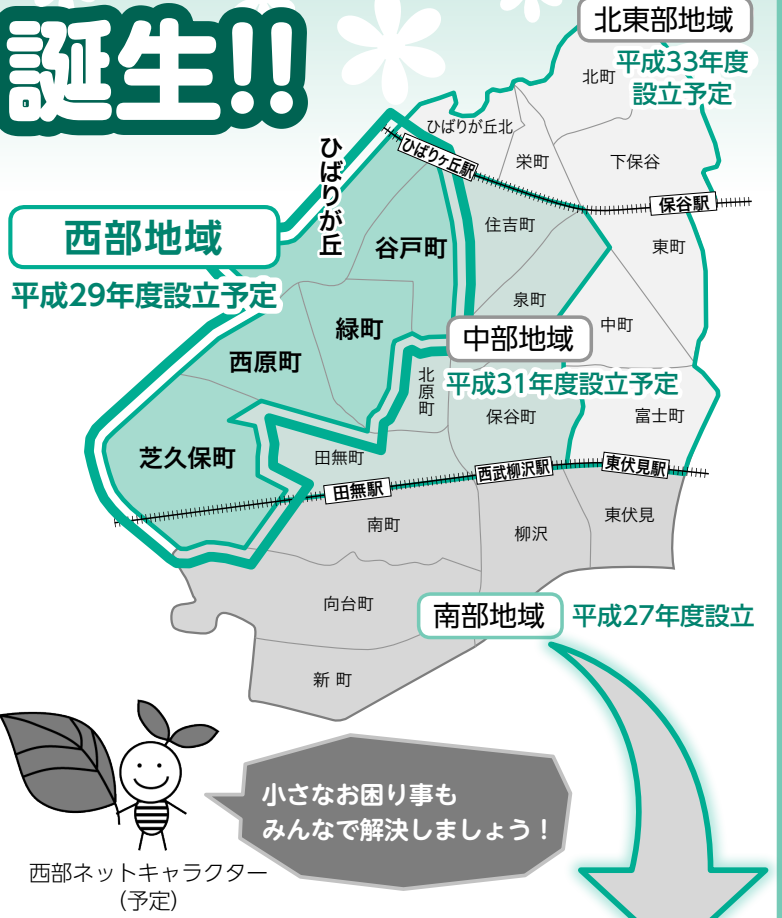 誕生!!
北東部地域
平成33年度
設立予定
北町
ひばりが丘北
ひばりヶ丘駅
栄町
下保谷
保谷駅
ひばりが丘
西部地域
平成29年度設立予定
谷戸町
住吉町
東町
泉町
緑町
中部地域
中町
平成31年度設立予定
西原町
北原町
保谷町
富士町
芝久保町
田無町
田無駅
西武柳沢駅
東伏見駅
南町
柳沢
東伏見
向台町
南部地域
平成27年度設立
新町
小さなお困り事も
みんなで解決しましょう！
西部ネットキャラクター
（予定）